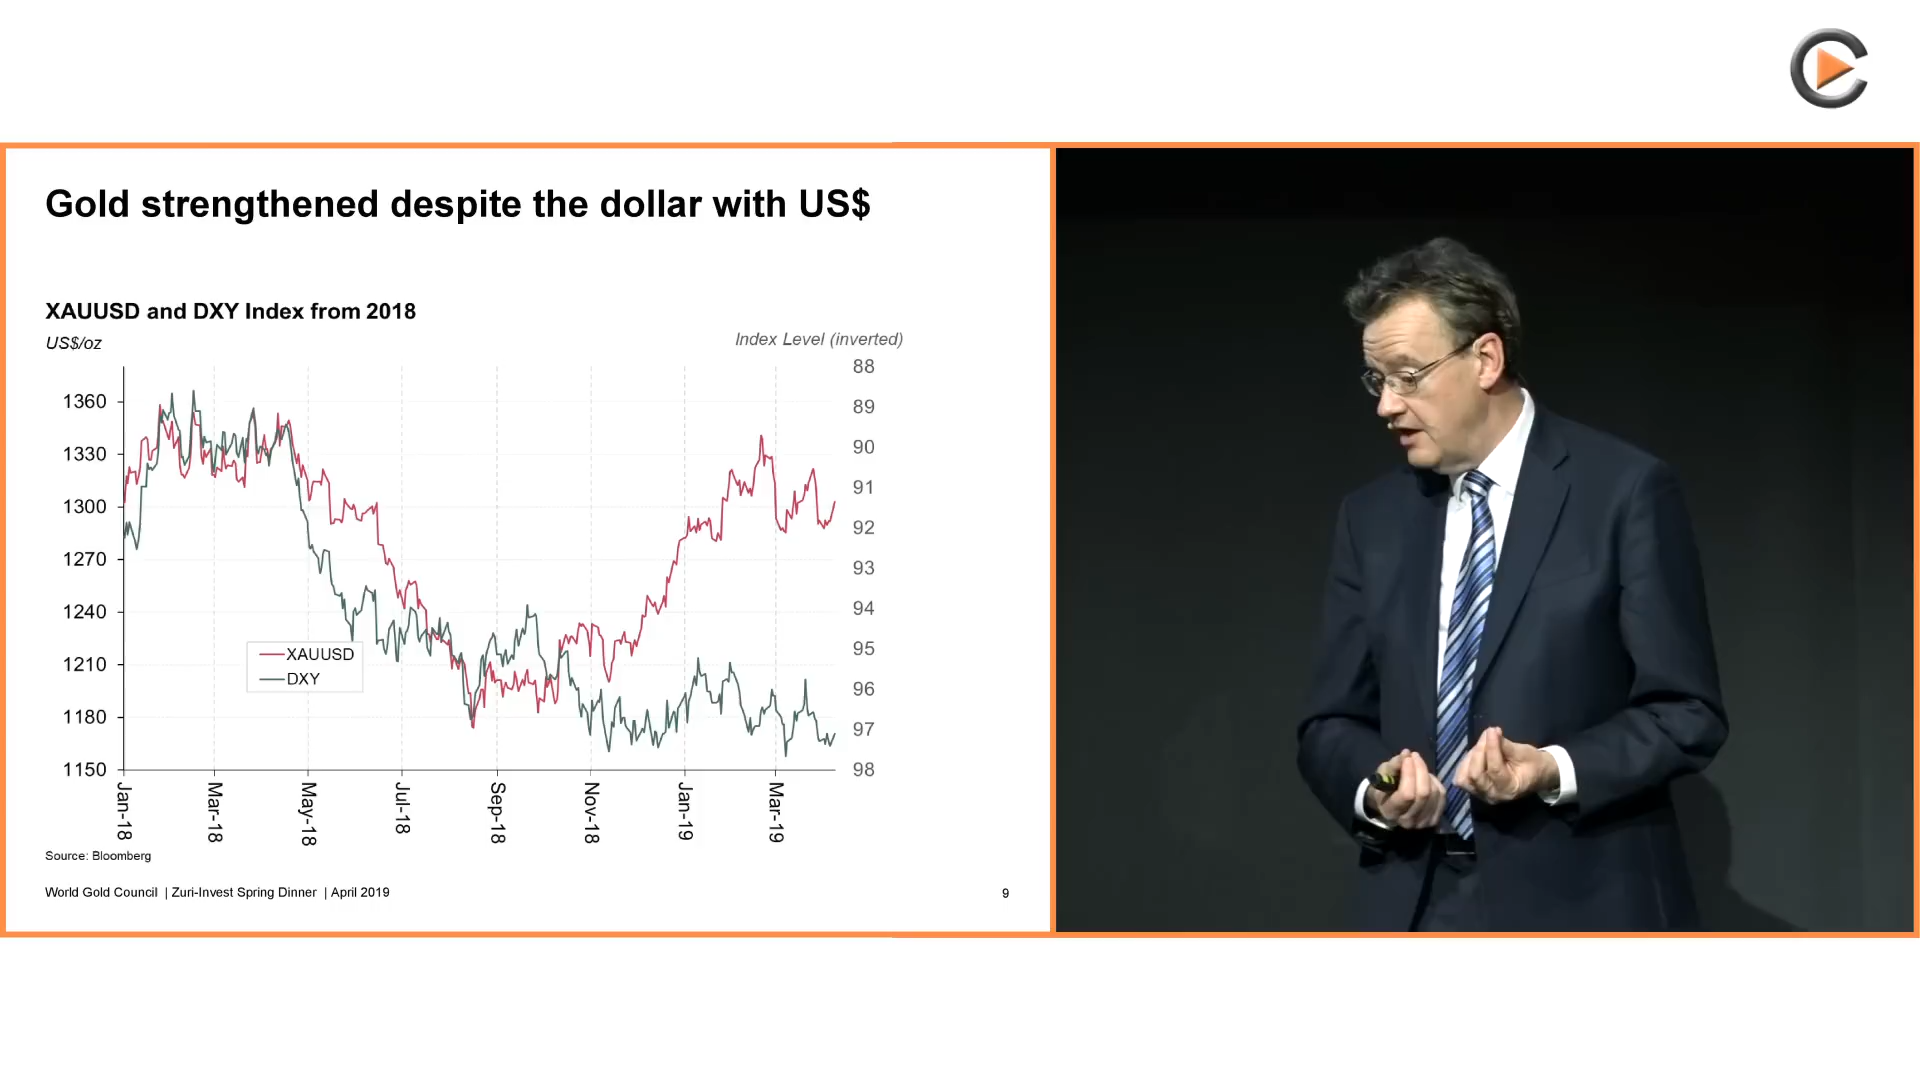 Gold strengthened despite the dollar with US$
XAUUSD and DXY Index from 2018
US$/oz
Index Level (inverted)
1360
1330
1300
1270
1240
1210
1180
1150
88
89
90
91
92
93
94
95
96
97
98
XAUUSD
DXY
Jan-18
Mar-18
May-18
Jul-18
Sep-18
Nov-18
Jan-19
Mar-19
Source: Bloomberg
World Gold Council | Zuri-Invest Spring Dinner | April 2019
9